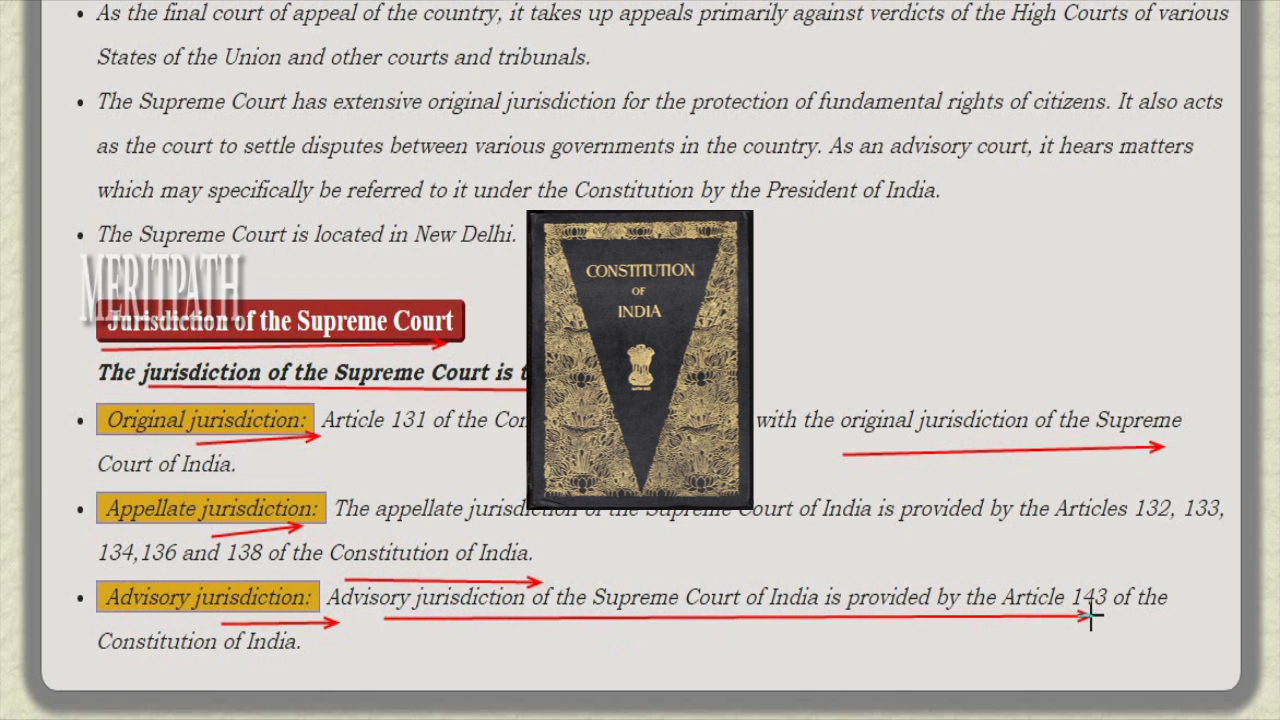 • As the final court of appeal of the country, it takes up appeals primarily against verdicts of the High Courts of various
States of the Union and other courts and tribunals.
• The Supreme Court has extensive original jurisdiction for the protection of fundamental rights of citizens. It also acts
as the court to settle disputes between various governments in the country. As an advisory court, it hears matters
which may specifically be referred to it under the Constitution by the President of India.
• The Supreme Court is located in New Delhi.
MERITPATH
Jurisdiction of the Supreme Court
CONSTITUTION
OF
INDIA
The jurisdiction of the Supreme Court is
• Original jurisdiction: Article 131 of the with the original jurisdiction of the Supreme
Court of India.
• Appellate jurisdiction: The appellate jurisdiction of the Supreme Court of India is provided by the Articles 132, 133,
134,136 and 138 of the Constitution of India.
• Advisory jurisdiction: Advisory jurisdiction of the Supreme Court of India is provided by the Article 143 of the
Constitution of India.